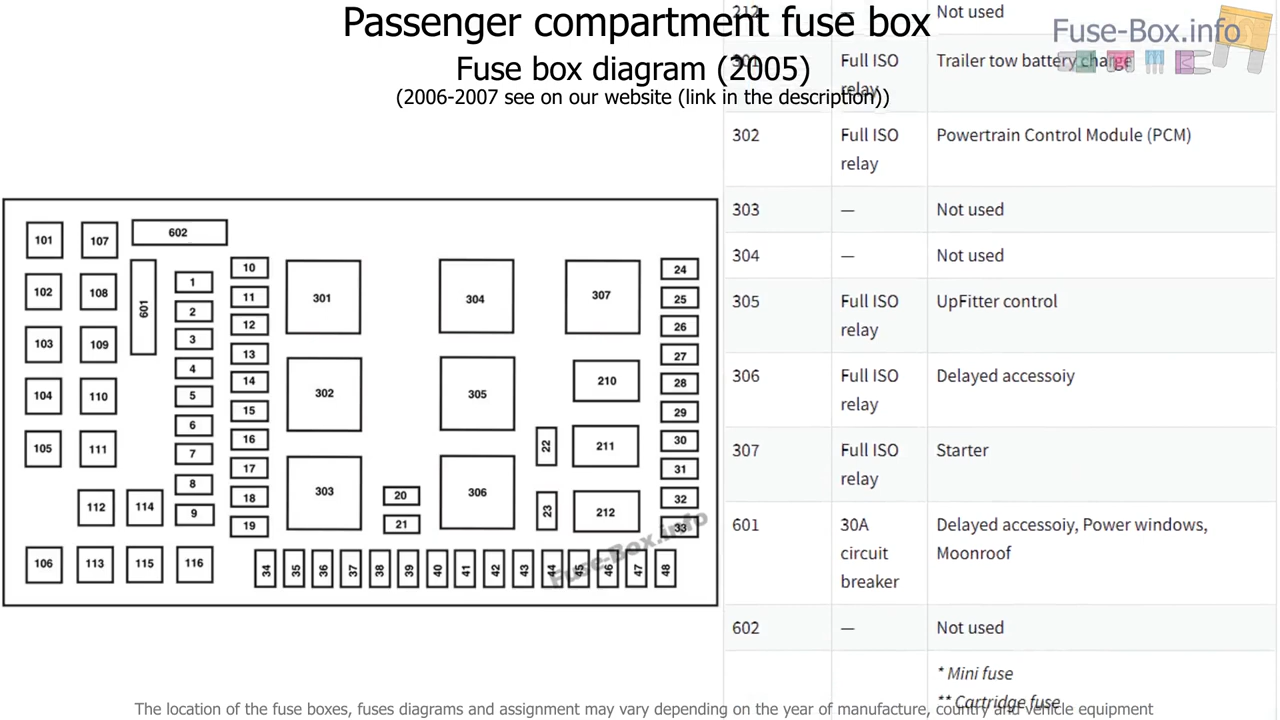 Passenger compartment fuse box
Fuse box diagram (2005)
(2006-2007 see on our website (link in the description))
Fuse-Box.info
212 — Not used
301 Full ISO Trailer tow battery charge
relay
302 Full ISO Powertrain Control Module (PCM)
relay
303 — Not used
304 — Not used
305 Full ISO UpFitter control
relay
306 Full ISO Delayed accessoiy
relay
307 Full ISO Starter
relay
601 30A Delayed accessoiy, Power windows,
circuit Moonroof
breaker
602 — Not used
* Mini fuse
** Cartridge fuse
101 107 602
102 108 601 1 10 301 304 307 24
2 11 25
103 109 3 12 26
4 13 27
104 110 5 14 302 305 210 28
6 15 29
105 111 7 16 22 211 30
17 31
112 114 8 18 303 20 306 23 212 32
9 19 21 33
106 113 115 116 34 35 36 37 38 39 40 41 42 43 44 45 46 47 48
Fuse-Box.info
The location of the fuse boxes, fuses diagrams and assignment may vary depending on the year of manufacture, country and vehicle equipment